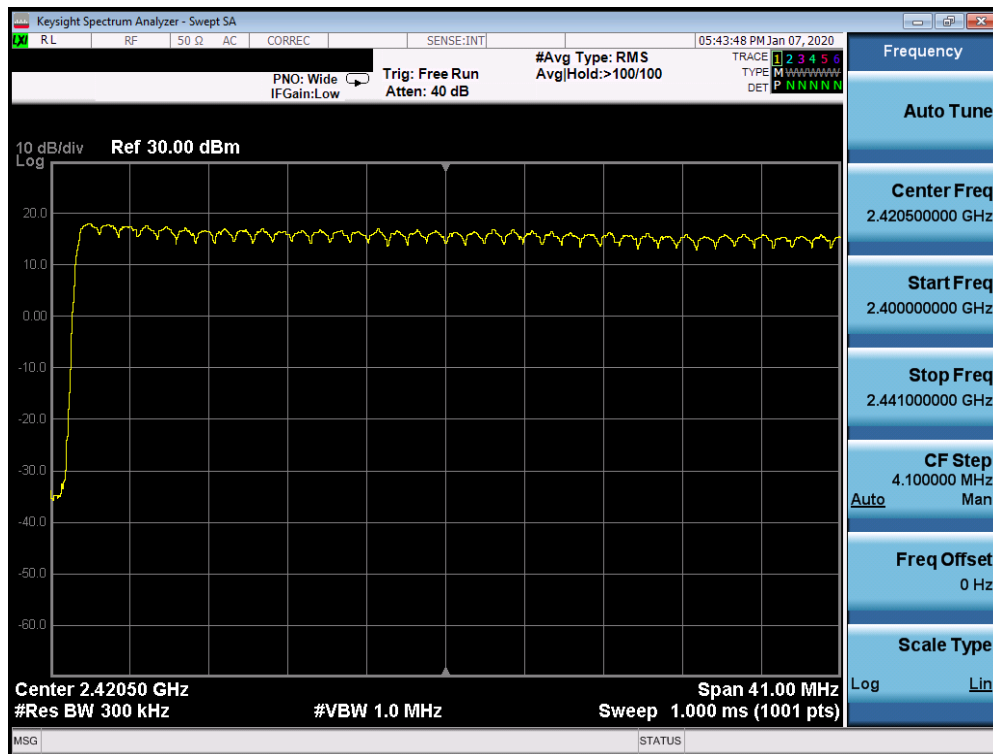 Keysight Spectrum Analyzer - Swept SA
LXI RL RF 50 Ω AC CORREC SENSE:INT 05:43:48 PM Jan 07, 2020
Frequency
PNO: Wide
IFGain:Low
Trig: Free Run
Atten: 40 dB
#Avg Type: RMS
Avg|Hold:>100/100
TRACE 1 2 3 4 5 6
TYPE M W W W W W
DET P N N N N N
Auto Tune
10 dB/div
Log
Ref 30.00 dBm
Center Freq
2.420500000 GHz
20.0
10.0
Start Freq
2.400000000 GHz
0.00
-10.0
Stop Freq
2.441000000 GHz
-20.0
-30.0
CF Step
4.100000 MHz
Auto Man
-40.0
-50.0
Freq Offset
0 Hz
-60.0
Scale Type
Log Lin
Center 2.42050 GHz
Span 41.00 MHz
#Res BW 300 kHz
#VBW 1.0 MHz
Sweep 1.000 ms (1001 pts)
MSG
STATUS